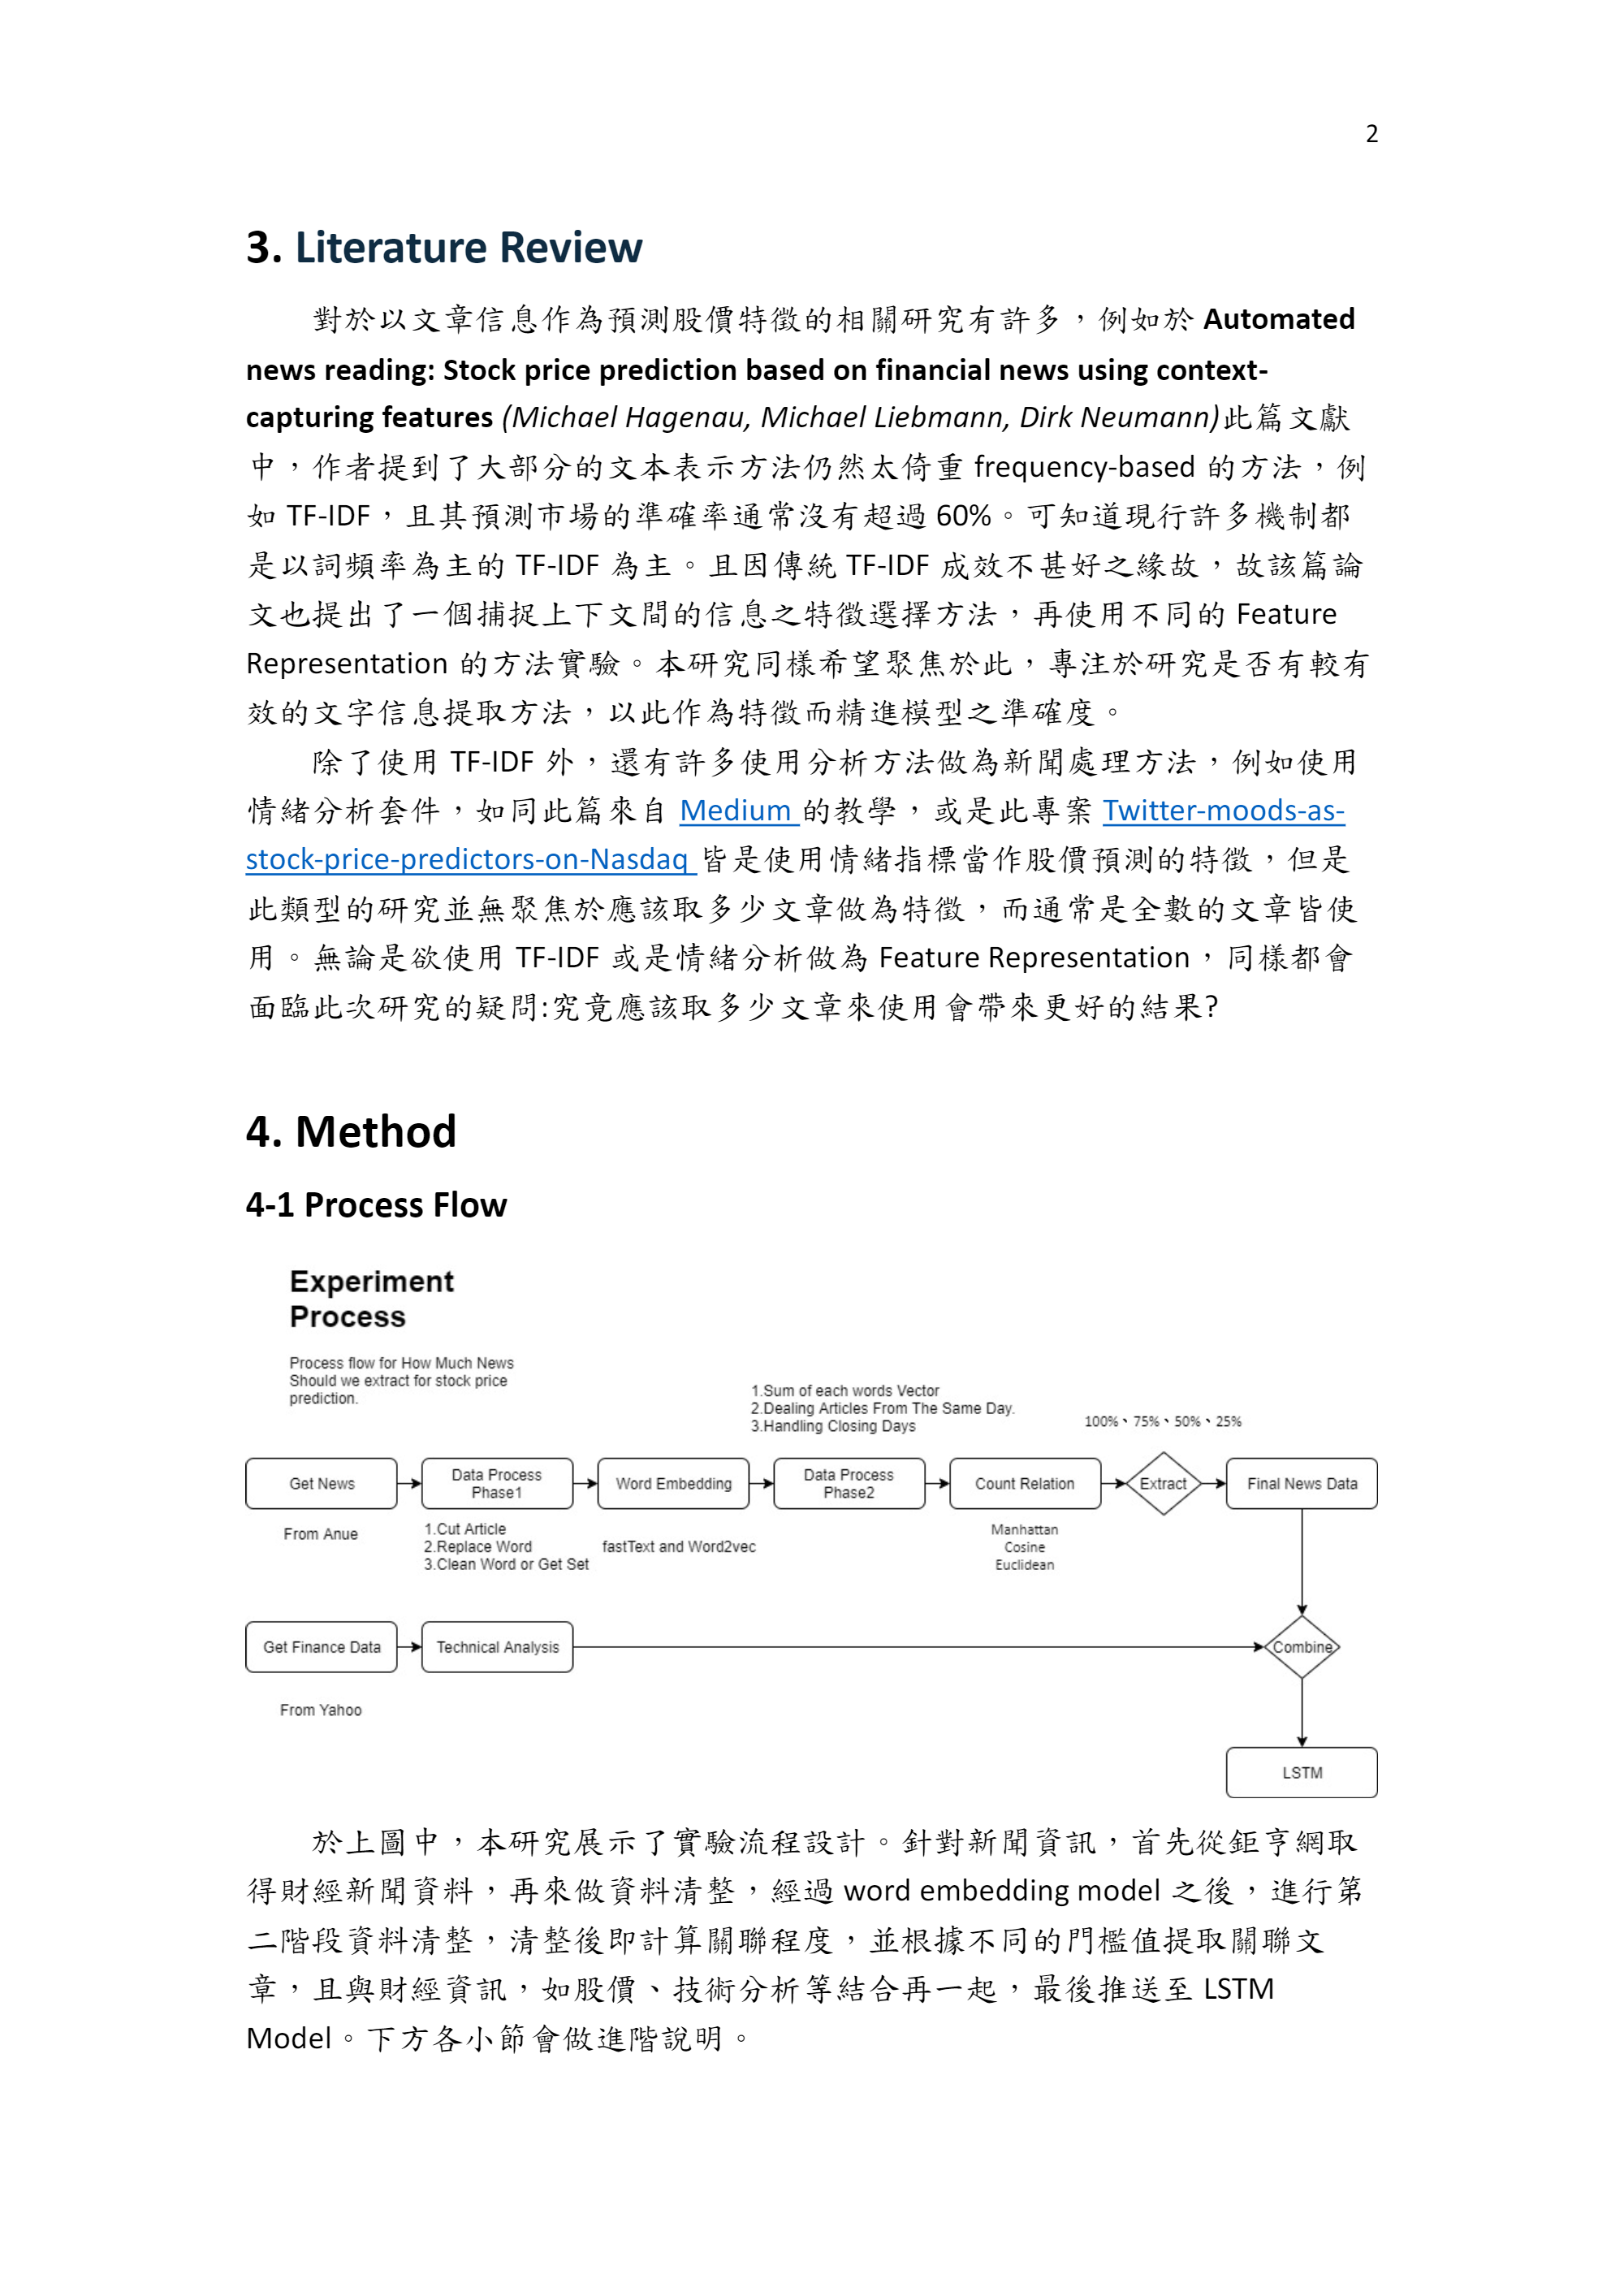 2
3. Literature Review
對於以文章信息作為預測股價特徵的相關研究有許多，例如於 Automated
news reading: Stock price prediction based on financial news using context-
capturing features (Michael Hagenau, Michael Liebmann, Dirk Neumann)此篇文獻
中，作者提到了大部分的文本表示方法仍然太倚重 frequency-based 的方法，例
如 TF-IDF，且其預測市場的準確率通常沒有超過 60%。可知道現行許多機制都
是以詞頻率為主的 TF-IDF 為主。且因傳統 TF-IDF 成效不甚好之緣故，故該篇論
文也提出了一個捕捉上下文間的信息之特徵選擇方法，再使用不同的 Feature
Representation 的方法實驗。本研究同樣希望聚焦於此，專注於研究是否有較有
效的文字信息提取方法，以此作為特徵而精進模型之準確度。
除了使用 TF-IDF 外，還有許多使用分析方法做為新聞處理方法，例如使用
情緒分析套件，如同此篇來自 Medium 的教學，或是此專案 Twitter-moods-as-
stock-price-predictors-on-Nasdaq 皆是使用情緒指標當作股價預測的特徵，但是
此類型的研究並無聚焦於應該取多少文章做為特徵，而通常是全數的文章皆使
用。無論是欲使用 TF-IDF 或是情緒分析做為 Feature Representation，同樣都會
面臨此次研究的疑問:究竟應該取多少文章來使用會帶來更好的結果?
4. Method
4-1 Process Flow
Experiment
Process
Process flow for How Much News
Should we extract for stock price
prediction.
1.Sum of each words Vector
2.Dealing Articles From The Same Day.
3.Handling Closing Days
100%、75%、50%、25%
Get News
Data Process
Phase1
Word Embedding
Data Process
Phase2
Count Relation
Extract
Final News Data
From Anue
1.Cut Article
2.Replace Word
3.Clean Word or Get Set
fastText and Word2vec
Manhattan
Cosine
Euclidean
Get Finance Data
Technical Analysis
Combine
From Yahoo
LSTM
於上圖中，本研究展示了實驗流程設計。針對新聞資訊，首先從鉅亨網取
得財經新聞資料，再來做資料清整，經過 word embedding model 之後，進行第
二階段資料清整，清整後即計算關聯程度，並根據不同的門檻值提取關聯文
章，且與財經資訊，如股價、技術分析等結合再一起，最後推送至 LSTM
Model。下方各小節會做進階說明。